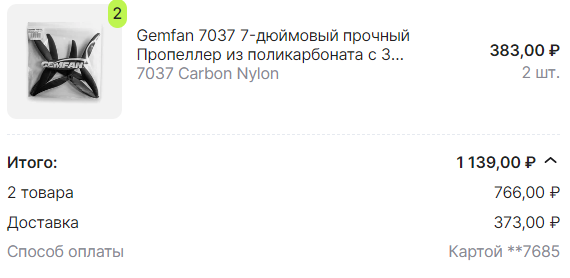 2
GEMFAN
Gemfan 7037 7-дюймовый прочный
Пропеллер из поликарбоната с 3...
7037 Carbon Nylon
383,00 ₽
2 шт.
Итого: 1 139,00 ₽
2 товара 766,00 ₽
Доставка 373,00 ₽
Способ оплаты Картой **7685